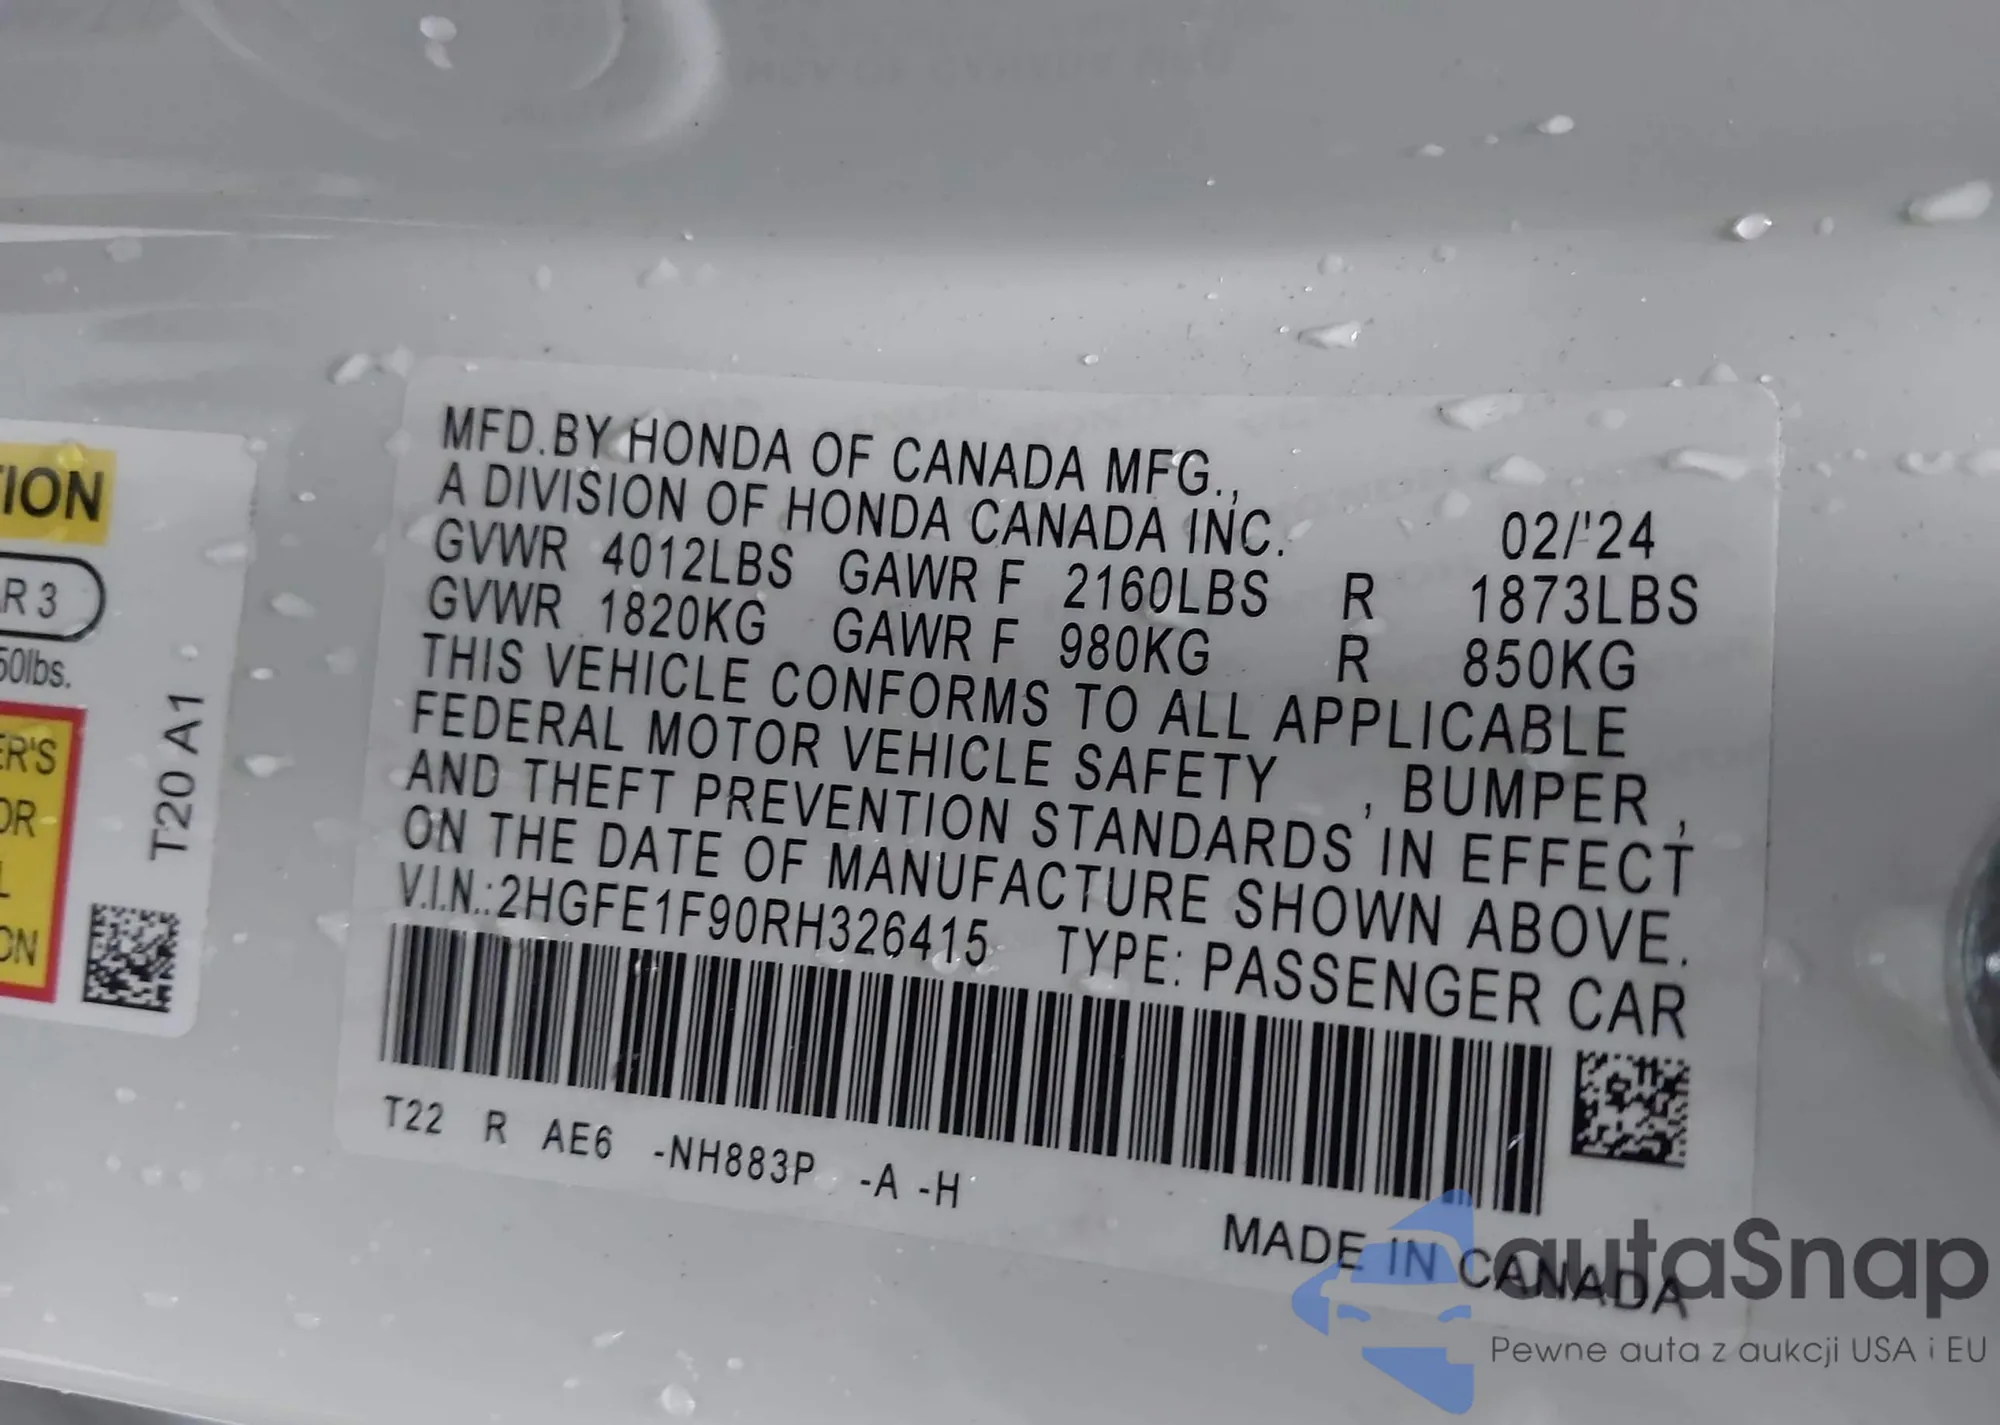 MFD.BY HONDA OF CANADA MFG.,
A DIVISION OF HONDA CANADA INC. 02/'24
GVWR 4012LBS GAWR F 2160LBS R 1873LBS
GVWR 1820KG GAWR F 980KG R 850KG
THIS VEHICLE CONFORMS TO ALL APPLICABLE
FEDERAL MOTOR VEHICLE SAFETY , BUMPER ,
AND THEFT PREVENTION STANDARDS IN EFFECT
ON THE DATE OF MANUFACTURE SHOWN ABOVE.
V.I.N.:2HGFE1F90RH326415 TYPE: PASSENGER CAR
T22 R AE6 -NH883P -A -H
MADE IN CANADA
ION
R 3
50lbs.
ER'S
OR
L
ON
T20 A1
autaSnap
Pewne auta z aukcji USA i EU